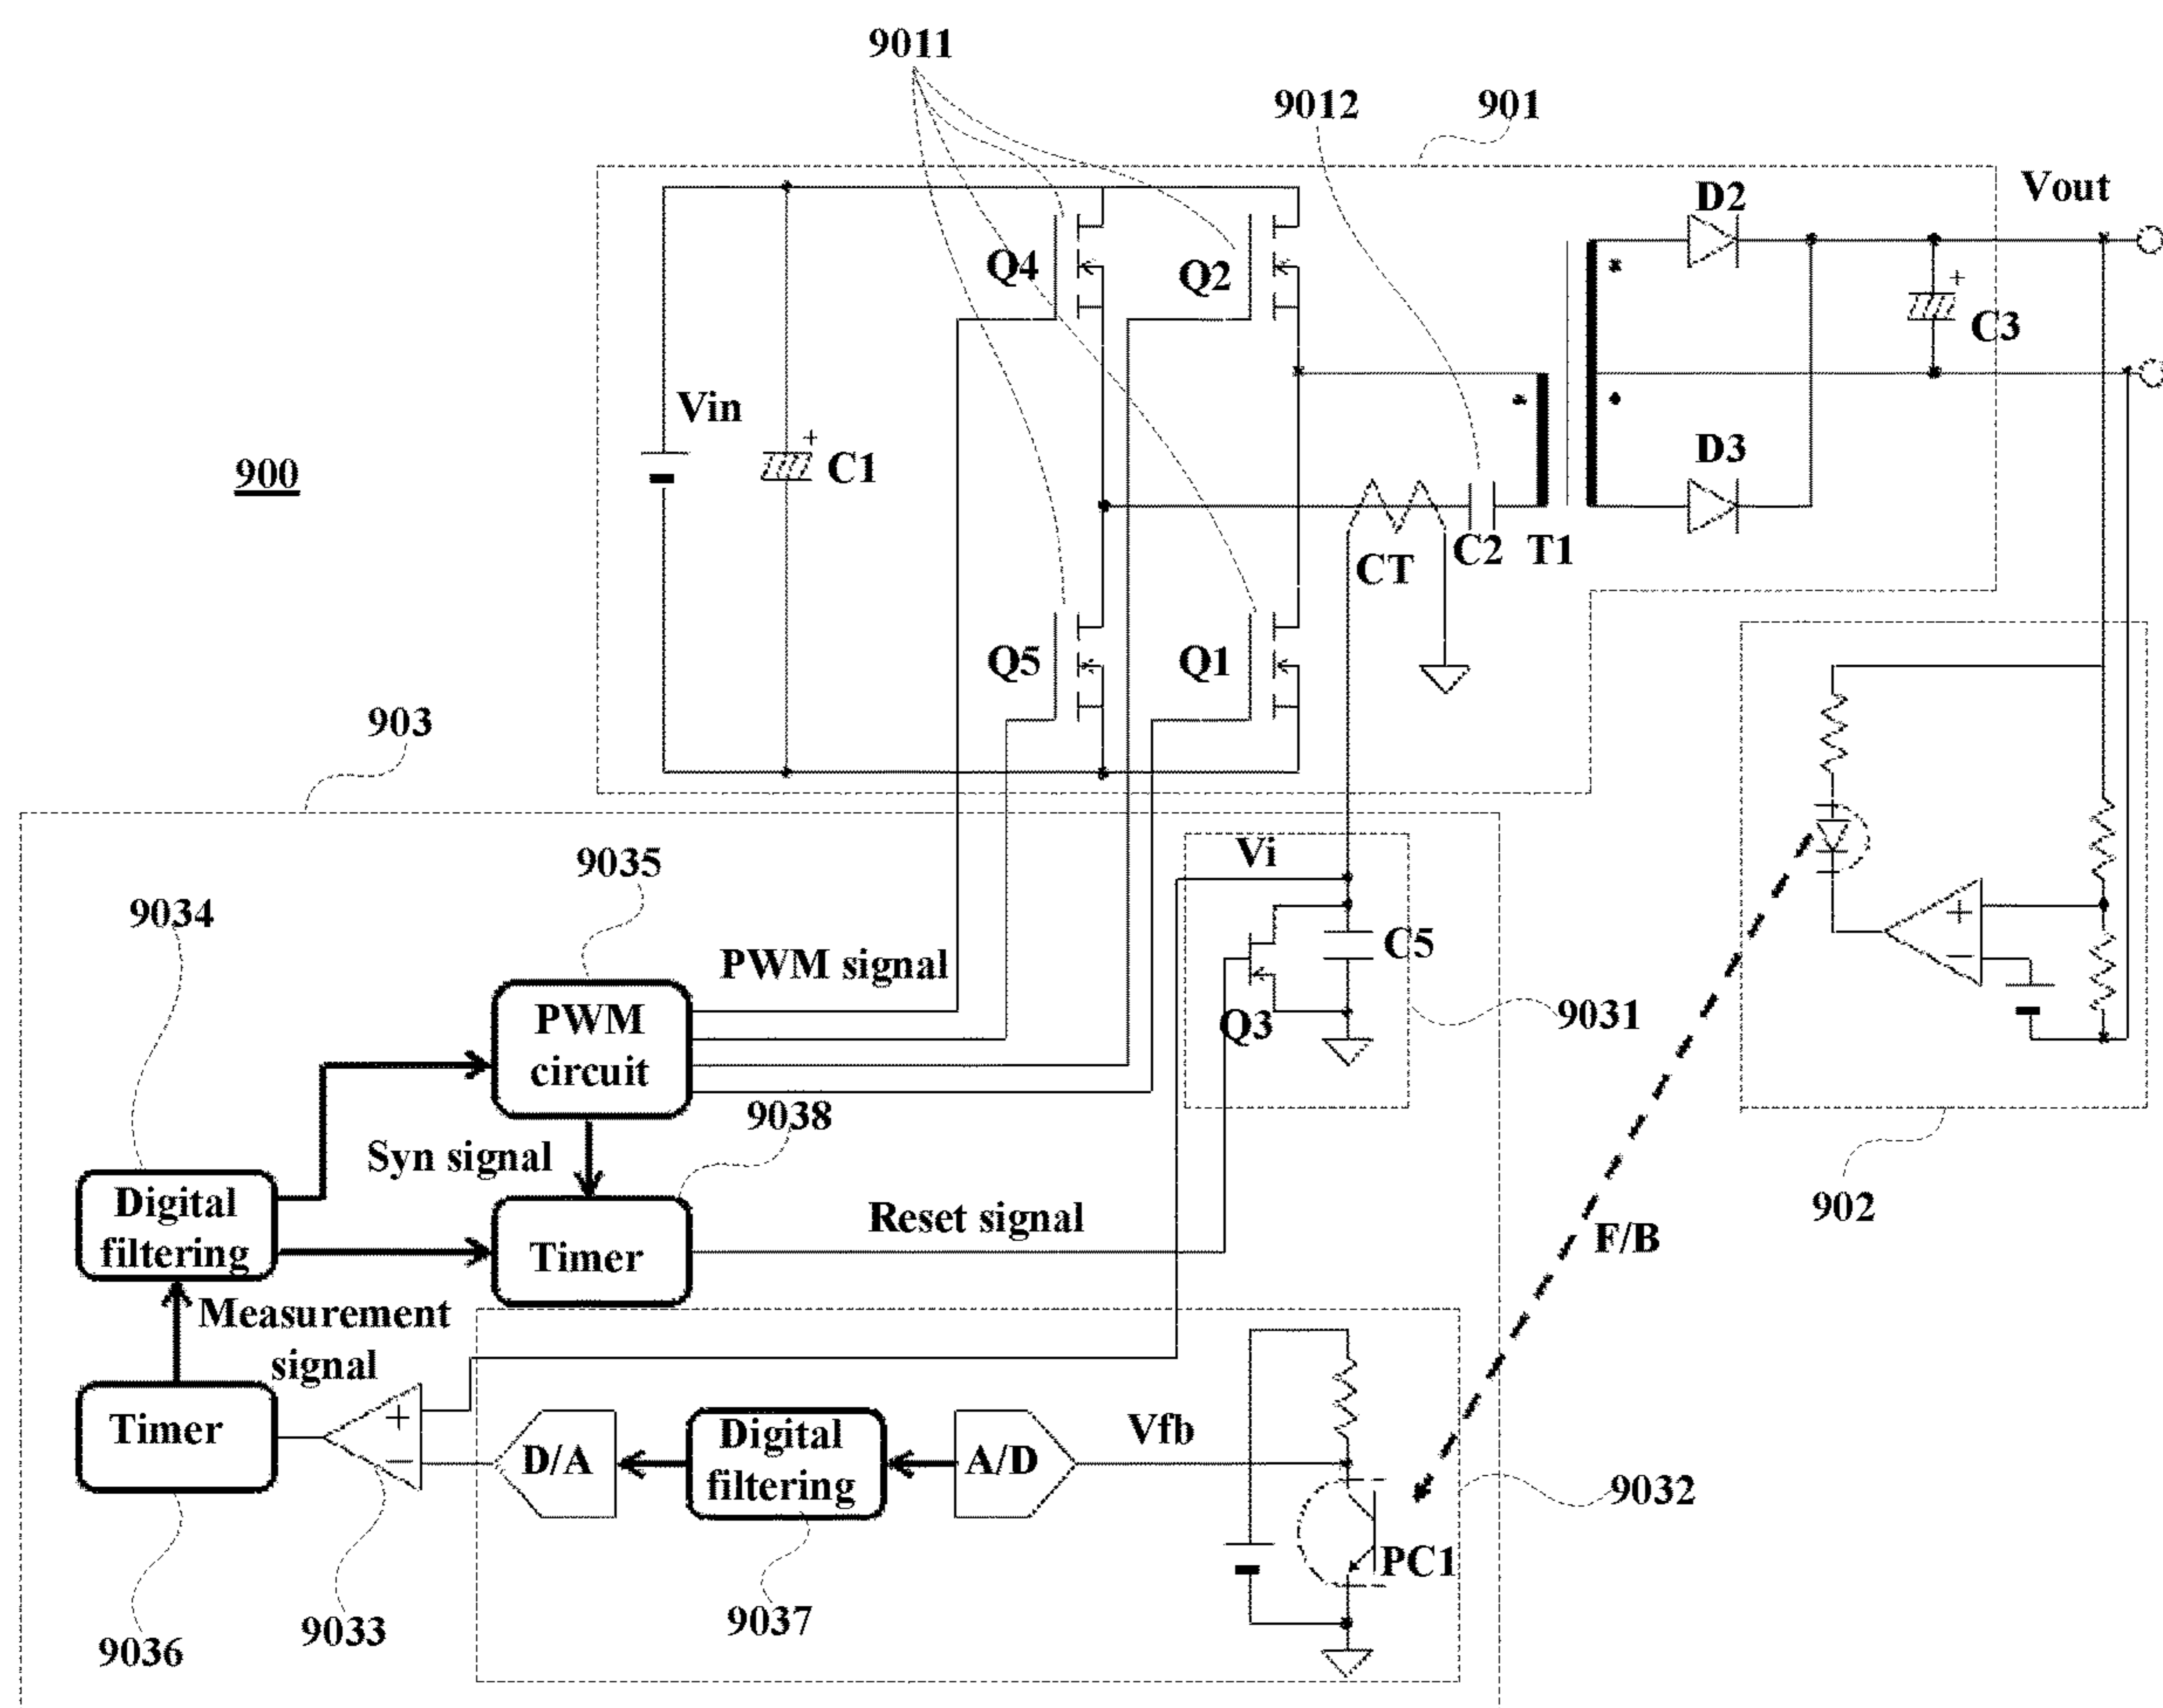 9011
9012
901
Vout
D2
Q4
Q2
+
C3
Vin
+
C1
D3
900
CT
C2
T1
Q5
Q1
903
Vi
9035
9034
C5
PWM signal
PWM
circuit
Q3
9031
9038
Syn signal
Digital
filtering
Reset signal
Timer
902
F/B
Measurement
signal
Timer
+
−
D/A
Digital
filtering
A/D
Vfb
9032
PC1
9037
9033
9036
+
−